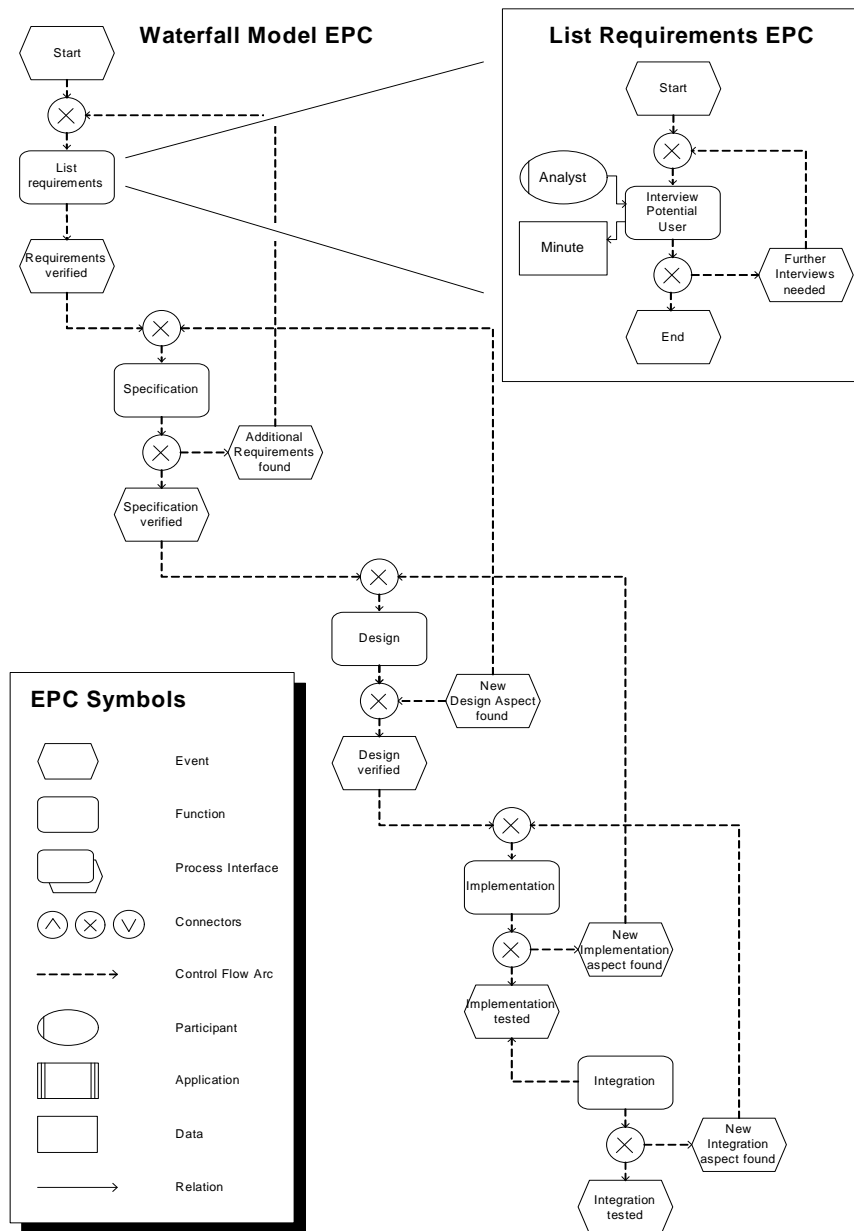 Waterfall Model EPC
Start
List
requirements
Requirements
verified
Specification
Additional
Requirements
found
Specification
verified
Design
New
Design Aspect
found
Design
verified
Implementation
New
Implementation
aspect found
Implementation
tested
Integration
New
Integration
aspect found
Integration
tested
List Requirements EPC
Start
Analyst
Interview
Potential
User
Minute
Further
Interviews
needed
End
EPC Symbols
Event
Function
Process Interface
Connectors
Control Flow Arc
Participant
Application
Data
Relation